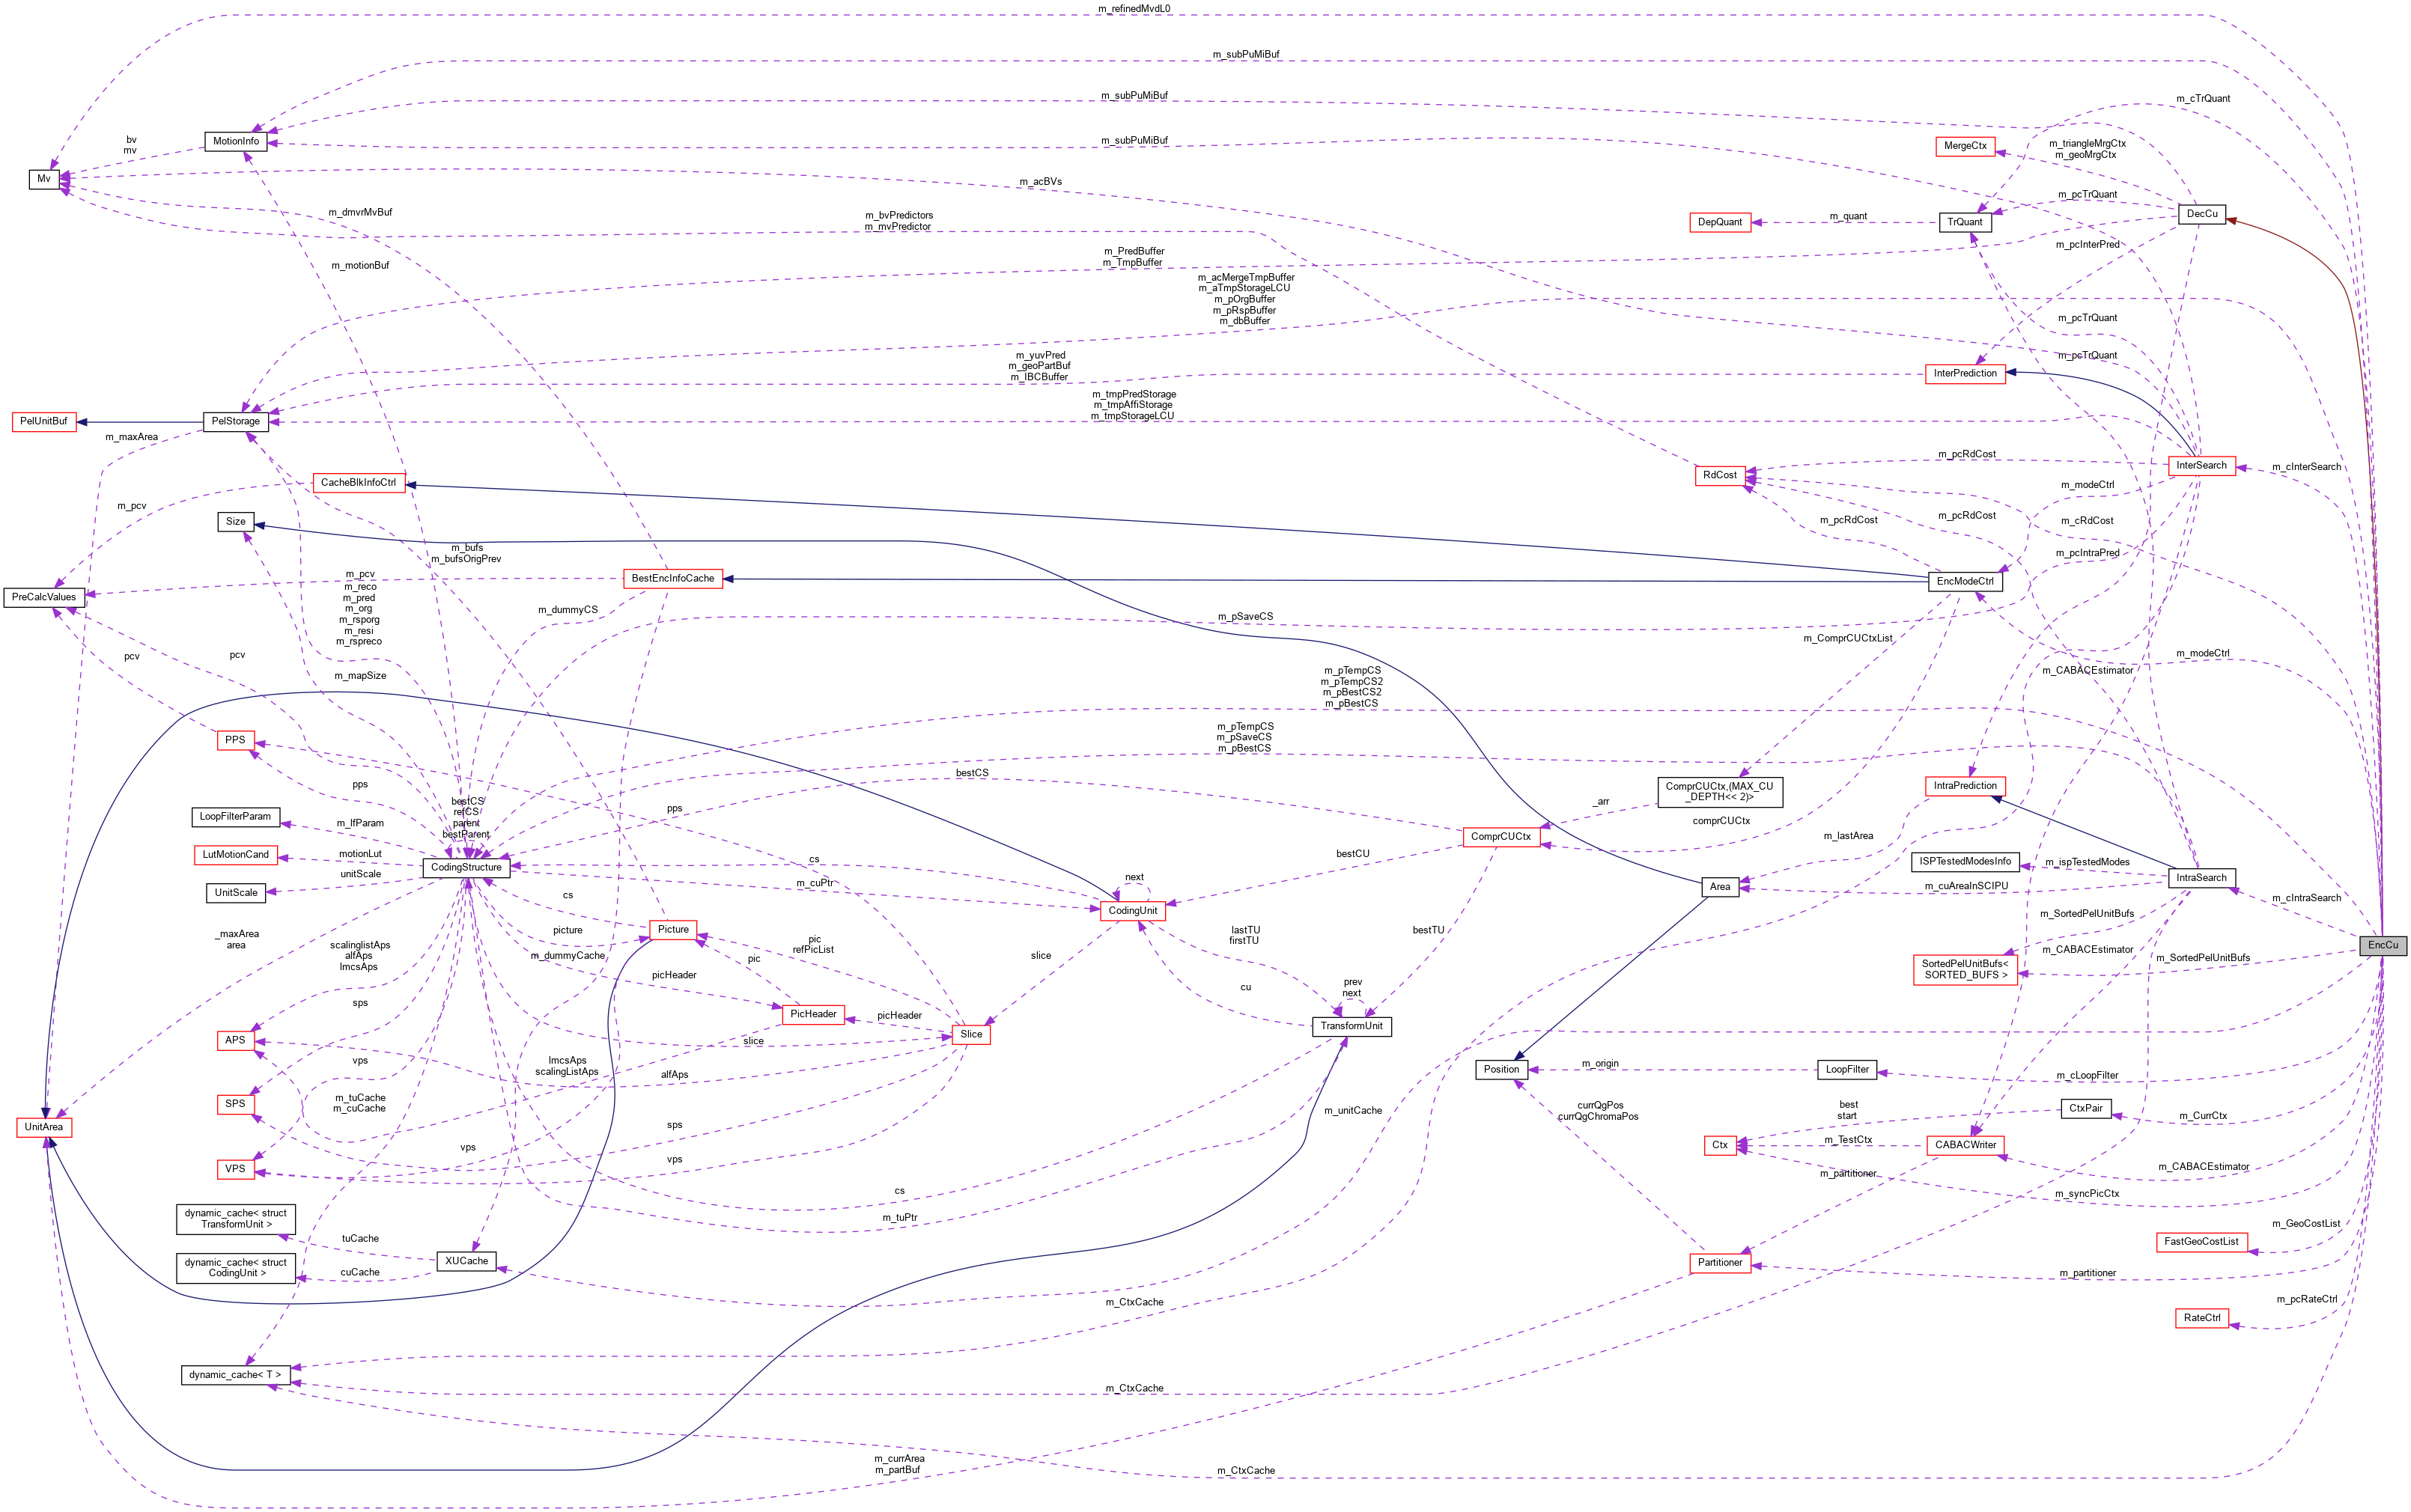 m_refinedMvdL0
m_subPuMiBuf
m_subPuMiBuf
m_cTrQuant
bv
mv
MotionInfo
m_subPuMiBuf
MergeCtx
m_triangleMrgCtx
m_geoMrgCtx
Mv
m_acBVs
m_pcTrQuant
m_dmvrMvBuf
m_bvPredictors
m_mvPredictor
DepQuant
m_quant
TrQuant
DecCu
m_motionBuf
m_PredBuffer
m_TmpBuffer
m_pcInterPred
m_acMergeTmpBuffer
m_aTmpStorageLCU
m_pOrgBuffer
m_pRspBuffer
m_dbBuffer
m_pcTrQuant
m_yuvPred
m_geoPartBuf
m_IBCBuffer
m_pcTrQuant
InterPrediction
m_tmpPredStorage
m_tmpAffiStorage
m_tmpStorageLCU
PelUnitBuf
PelStorage
m_maxArea
m_pcRdCost
InterSearch
m_cInterSearch
CacheBlkInfoCtrl
RdCost
m_modeCtrl
m_pcv
Size
m_pcRdCost
m_pcRdCost
m_cRdCost
m_bufs
m_bufsOrigPrev
m_pcIntraPred
m_pcv
BestEncInfoCache
EncModeCtrl
PreCalcValues
m_reco
m_pred
m_org
m_rsporg
m_resi
m_rspreco
m_dummyCS
m_pSaveCS
m_ComprCUCtxList
pcv
pcv
m_mapSize
m_pTempCS
m_pTempCS2
m_pBestCS2
m_pBestCS
m_CABACEstimator
m_modeCtrl
PPS
m_pTempCS
m_pSaveCS
m_pBestCS
pps
bestCS
ComprCUCtx,(MAX_CU
_DEPTH<< 2)>
IntraPrediction
bestCS
refCS
parent
bestParent
pps
_arr
LoopFilterParam
m_lfParam
comprCUCtx
ComprCUCtx
m_lastArea
LutMotionCand
motionLut
CodingStructure
cs
bestCU
ISPTestedModesInfo
m_ispTestedModes
unitScale
UnitScale
m_cuPtr
next
Area
m_cuAreaInSCIPU
IntraSearch
m_cIntraSearch
cs
CodingUnit
m_SortedPelUnitBufs
_maxArea
area
picture
Picture
pic
refPicList
lastTU
firstTU
bestTU
EncCu
scalinglistAps
alfAps
lmcsAps
m_dummyCache
pic
slice
m_CABACEstimator
m_SortedPelUnitBufs
SortedPelUnitBufs<
SORTED_BUFS >
picHeader
cu
prev
next
sps
PicHeader
picHeader
TransformUnit
APS
slice
Slice
vps
lmcsAps
scalingListAps
alfAps
Position
m_origin
LoopFilter
m_cLoopFilter
SPS
m_tuCache
m_cuCache
m_unitCache
currQgPos
currQgChromaPos
best
start
CtxPair
m_CurrCtx
UnitArea
sps
Ctx
m_TestCtx
CABACWriter
VPS
vps
vps
m_partitioner
m_CABACEstimator
cs
m_syncPicCtx
dynamic_cache< struct
TransformUnit >
m_tuPtr
tuCache
m_GeoCostList
FastGeoCostList
dynamic_cache< struct
CodingUnit >
cuCache
XUCache
Partitioner
m_partitioner
m_CtxCache
m_pcRateCtrl
RateCtrl
dynamic_cache< T >
m_CtxCache
m_currArea
m_partBuf
m_CtxCache